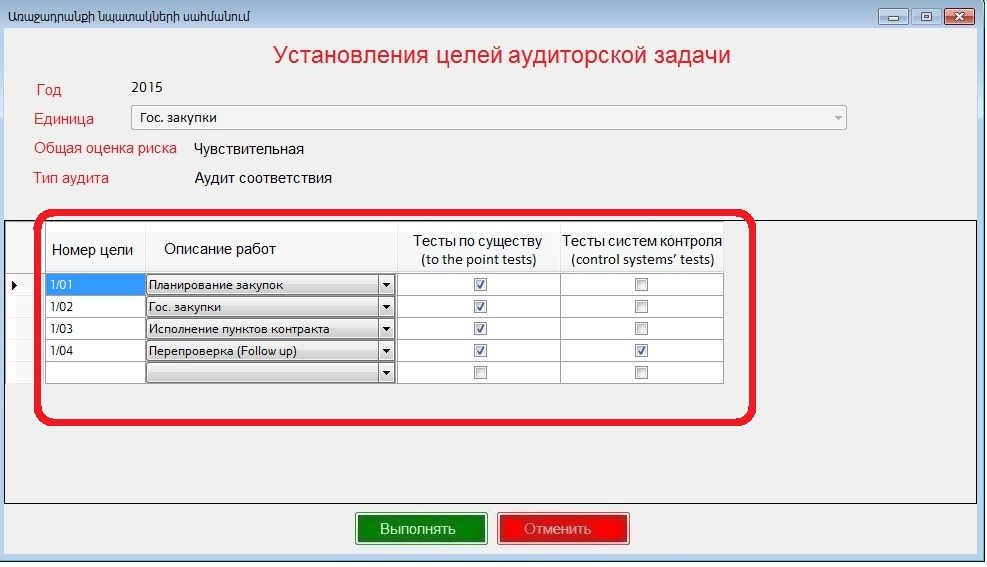 Առաջադրանքի նպատակների սահմանում
Установления целей аудиторской задачи
Год 2015
Единица Гос. закупки
Общая оценка риска Чувствительная
Тип аудита Аудит соответствия
Номер цели Описание работ Тесты по существу (to the point tests) Тесты систем контроля (control systems’ tests)
1/01 Планирование закупок
1/02 Гос. закупки
1/03 Исполнение пунктов контракта
1/04 Перепроверка (Follow up)
Выполнять Отменить